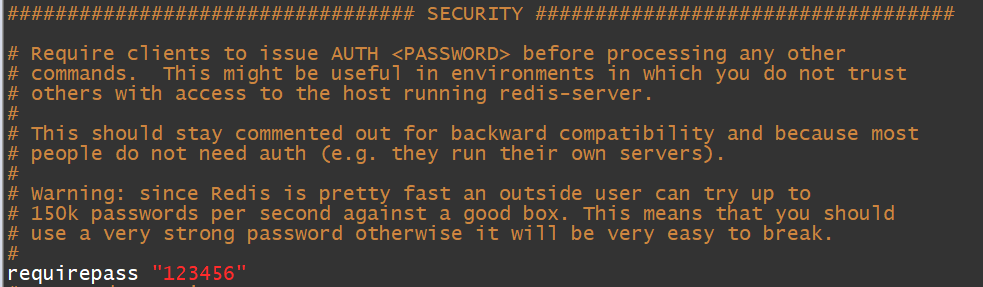 ################################## SECURITY ###################################
# Require clients to issue AUTH <PASSWORD> before processing any other
# commands.  This might be useful in environments in which you do not trust
# others with access to the host running redis-server.
#
# This should stay commented out for backward compatibility and because most
# people do not need auth (e.g. they run their own servers).
#
# Warning: since Redis is pretty fast an outside user can try up to
# 150k passwords per second against a good box. This means that you should
# use a very strong password otherwise it will be very easy to break.
#
requirepass "123456"